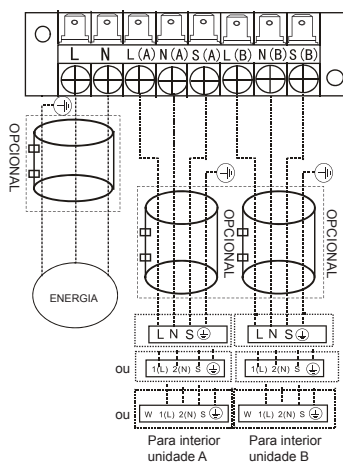 L N L(A) N(A) S(A) L(B) N(B) S(B)
OPCIONAL
OPCIONAL
OPCIONAL
ENERGIA
L N S
L N S
ou
1(L) 2(N) S
1(L) 2(N) S
ou
W 1(L) 2(N) S
W 1(L) 2(N) S
Para interior
unidade A
Para interior
unidade B